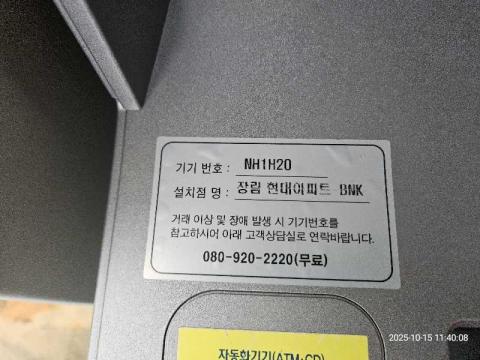 기기 번호 : NH1H20
설치점 명 : 장림 현대아파트 BNK
거래 이상 및 장애 발생 시 기기번호를
참고하시어 아래 고객상담실로 연락바랍니다.
080-920-2220(무료)
자동화기기(ATM·CD)
2025-10-15 11:40:08